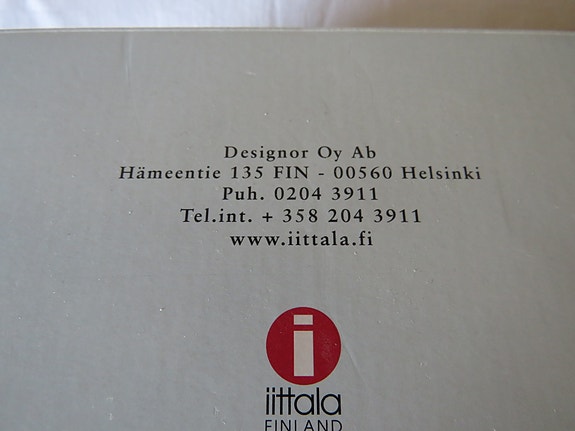 Designor Oy Ab
Hämeentie 135 FIN - 00560 Helsinki
Puh. 0204 3911
Tel.int. + 358 204 3911
www.iittala.fi
i
iittala
FINLAND